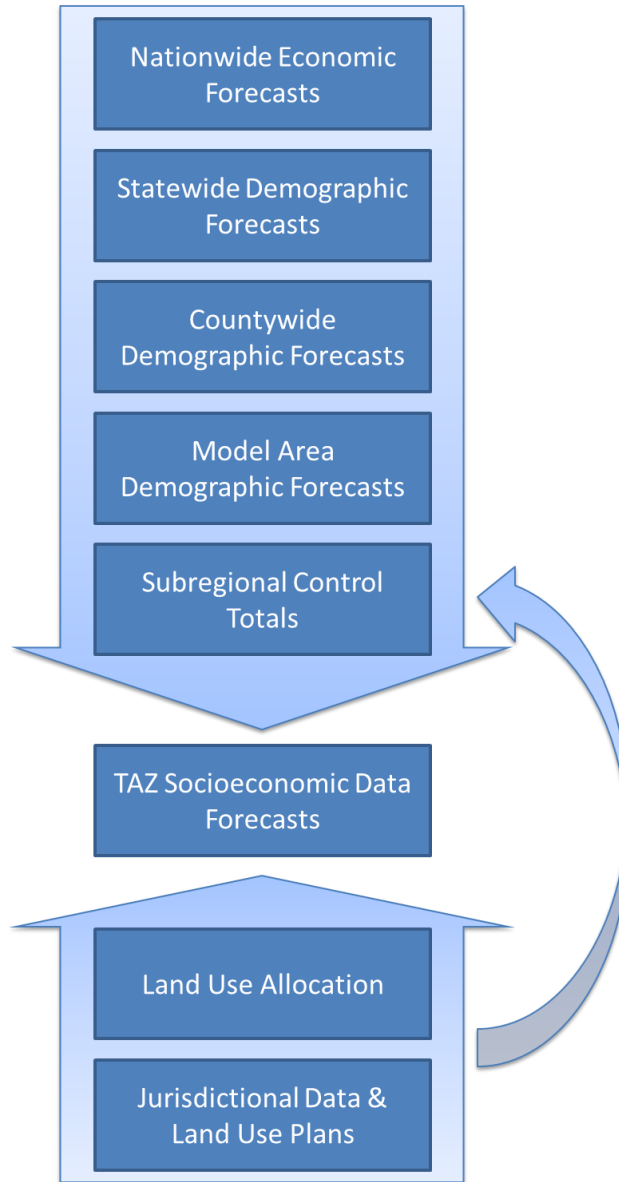 Nationwide Economic
Forecasts
Statewide Demographic
Forecasts
Countywide
Demographic Forecasts
Model Area
Demographic Forecasts
Subregional Control
Totals
TAZ Socioeconomic Data
Forecasts
Land Use Allocation
Jurisdictional Data &
Land Use Plans